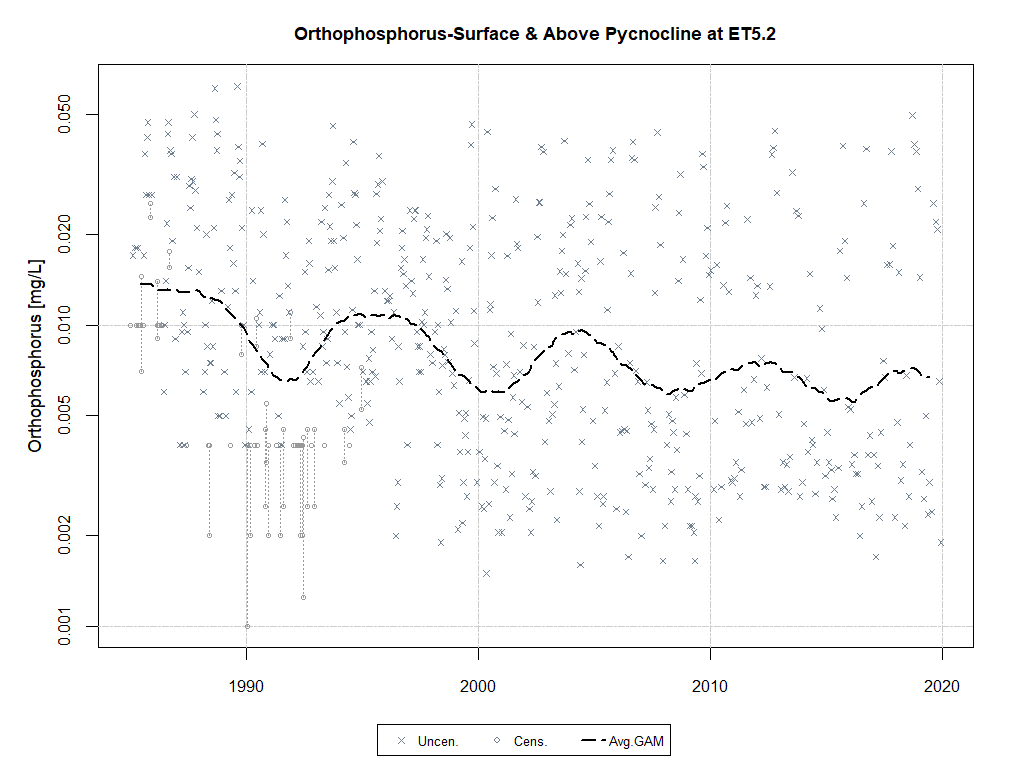 Orthophosphorus-Surface & Above Pycnocline at ET5.2
Orthophosphorus [mg/L]
0.050
0.020
0.010
0.005
0.002
0.001
1990 2000 2010 2020
Uncen. Cens. Avg.GAM